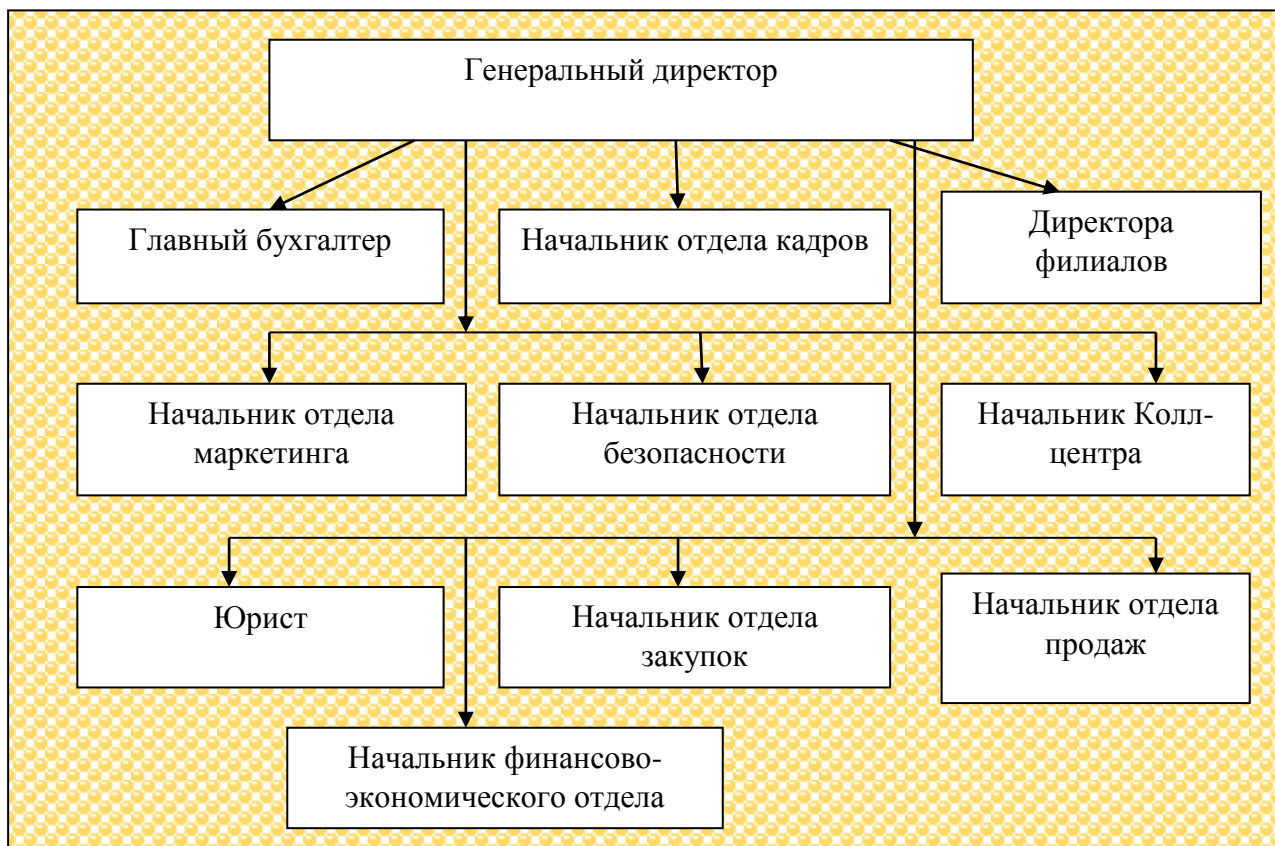 Генеральный директор
Главный бухгалтер
Начальник отдела кадров
Директора
филиалов
Начальник отдела
маркетинга
Начальник отдела
безопасности
Начальник Колл-
центра
Юрист
Начальник отдела
закупок
Начальник отдела
продаж
Начальник финансово-
экономического отдела